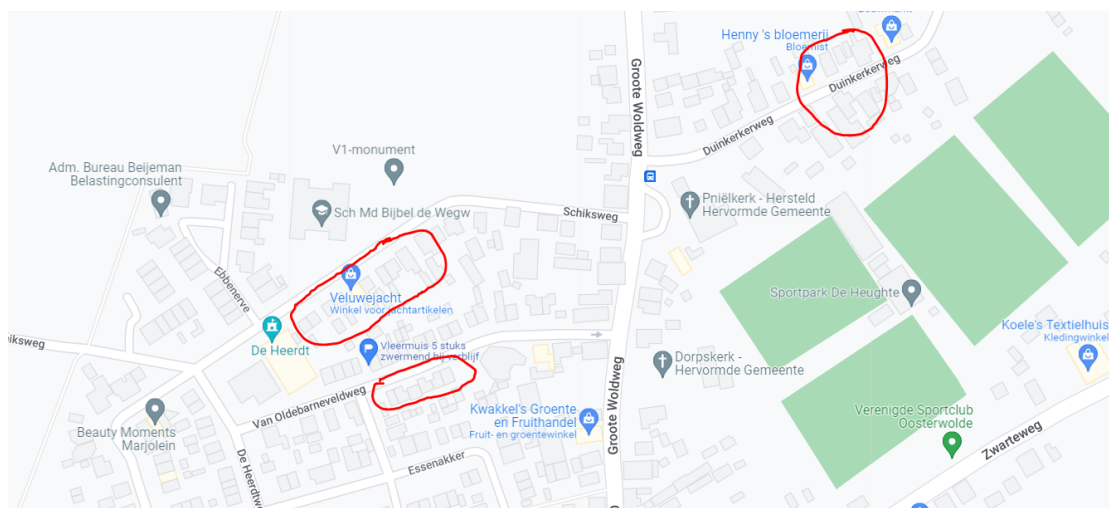 Henny 's bloemerij
Bloemist
Duinkerkerweg
Duinkerkerweg
Groote Woldweg
V1-monument
Adm. Bureau Beijeman
Belastingconsulent
Sch Md Bijbel de Wegw
Schiksweg
Pniëlkerk - Hersteld
Hervormde Gemeente
Ebbenerve
Veluwejacht
Winkel voor jachtartikelen
Sportpark De Heughte
De Heerdt
Vleermuis 5 stuks
zwermend bij verblijf
iksweg
Koele's Textielhuis
Kledingwinkel
Dorpskerk -
Hervormde Gemeente
Groote Woldweg
Van Oldebarneveldweg
Kwakkel's Groente
en Fruithandel
Fruit- en groentewinkel
Verenigde Sportclub
Oosterwolde
Zwarteweg
Beauty Moments
Marjolein
De Heerdtw
Essenakker